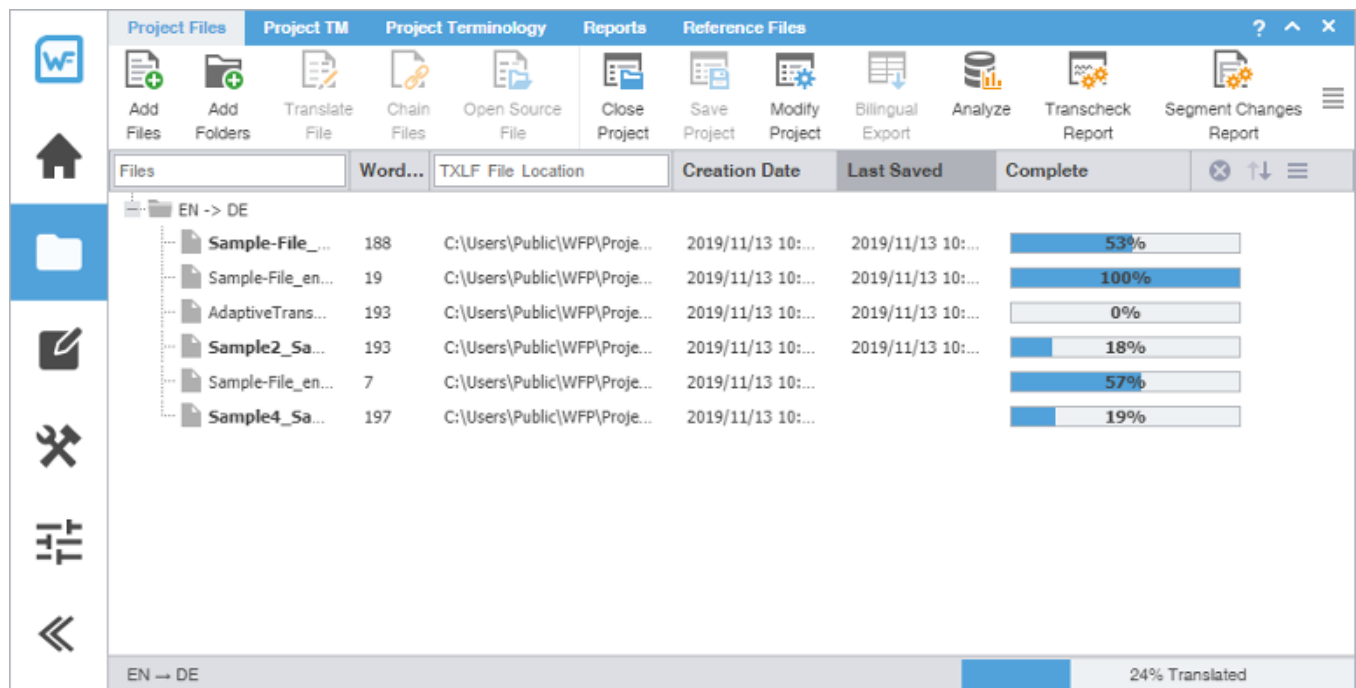 Project Files Project TM Project Terminology Reports Reference Files ?
WF
Add Files Add Folders Translate File Chain Files Open Source File Close Project Save Project Modify Project Bilingual Export Analyze Transcheck Report Segment Changes Report
Files Word... TXLF File Location Creation Date Last Saved Complete
EN -> DE
Sample-File_... 188 C:\Users\Public\WFP\Proje... 2019/11/13 10:... 2019/11/13 10:... 53%
Sample-File_en... 19 C:\Users\Public\WFP\Proje... 2019/11/13 10:... 2019/11/13 10:... 100%
AdaptiveTrans... 193 C:\Users\Public\WFP\Proje... 2019/11/13 10:... 2019/11/13 10:... 0%
Sample2_Sa... 193 C:\Users\Public\WFP\Proje... 2019/11/13 10:... 2019/11/13 10:... 18%
Sample-File_en... 7 C:\Users\Public\WFP\Proje... 2019/11/13 10:... 57%
Sample4_Sa... 197 C:\Users\Public\WFP\Proje... 2019/11/13 10:... 19%
EN → DE 24% Translated